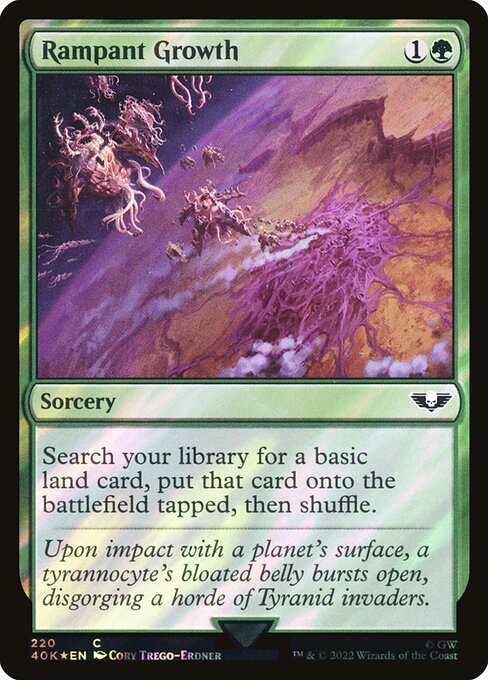 Rampant Growth 1
Sorcery
Search your library for a basic
land card, put that card onto the
battlefield tapped, then shuffle.
Upon impact with a planet's surface, a
tyrannocyte's bloated belly bursts open,
disgorging a horde of Tyranid invaders.
220 C © GW
40K★EN Cory Trego-Erdner ™ & © 2022 Wizards of the Coast